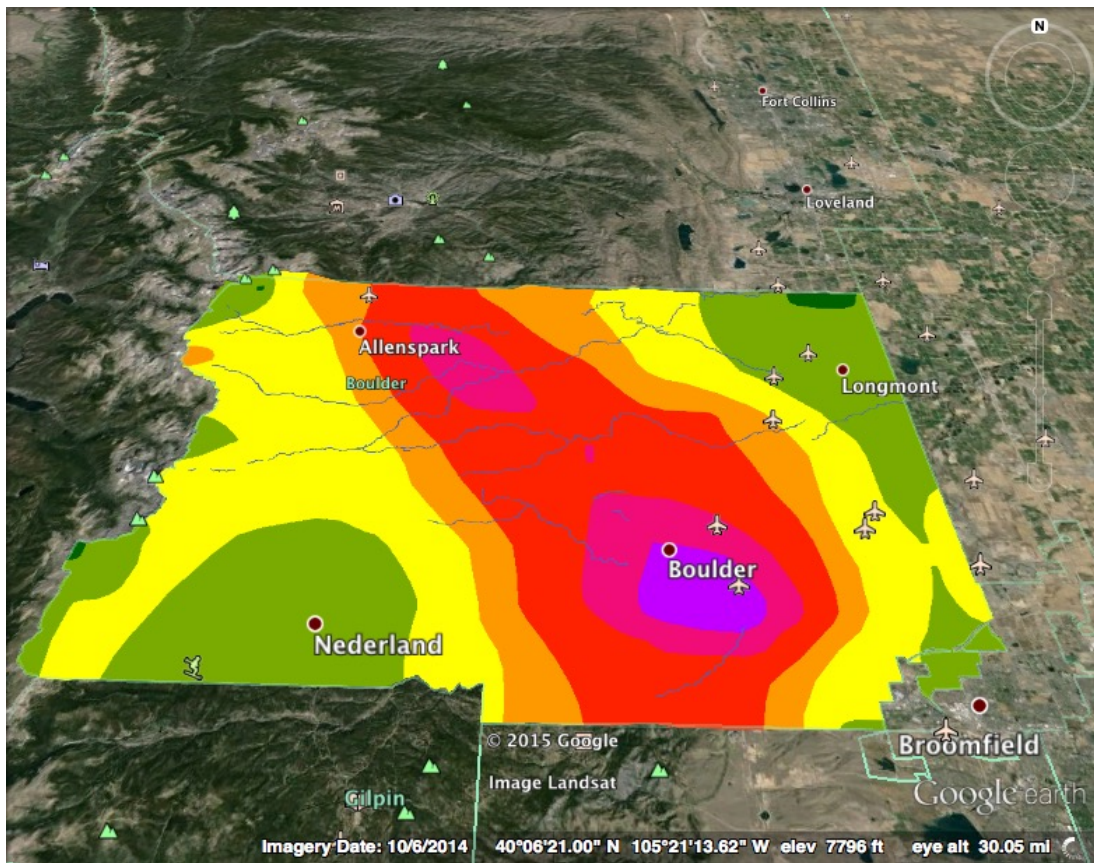 N
Fort Collins
Loveland
Allenspark
Boulder
Longmont
Boulder
Nederland
Broomfield
© 2015 Google
Image Landsat
Gilpin
Google earth
Imagery Date: 10/6/2014 40°06'21.00" N 105°21'13.62" W elev 7796 ft eye alt 30.05 mi